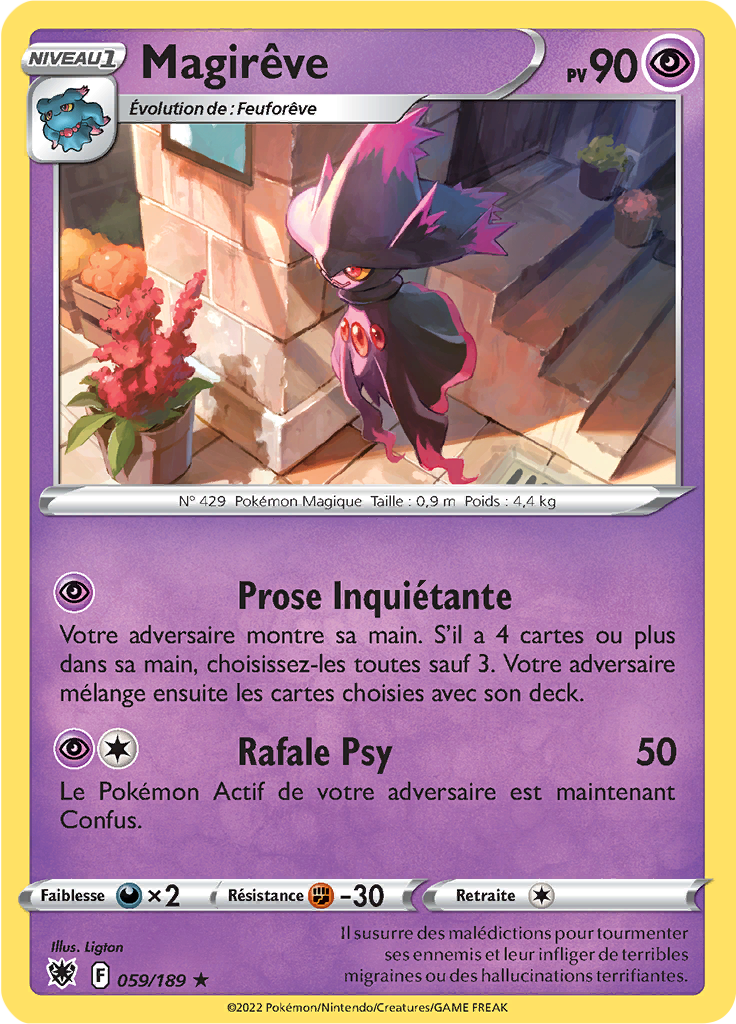 NIVEAU 1
Magirêve
PV 90
Évolution de : Feuforêve
N° 429 Pokémon Magique Taille : 0,9 m Poids : 4,4 kg
Prose Inquiétante
Votre adversaire montre sa main. S'il a 4 cartes ou plus
dans sa main, choisissez-les toutes sauf 3. Votre adversaire
mélange ensuite les cartes choisies avec son deck.
Rafale Psy 50
Le Pokémon Actif de votre adversaire est maintenant
Confus.
Faiblesse ×2 Résistance -30 Retraite
Illus. Ligton
Il susurre des malédictions pour tourmenter
ses ennemis et leur infliger de terribles
migraines ou des hallucinations terrifiantes.
F 059/189 ★
©2022 Pokémon/Nintendo/Creatures/GAME FREAK